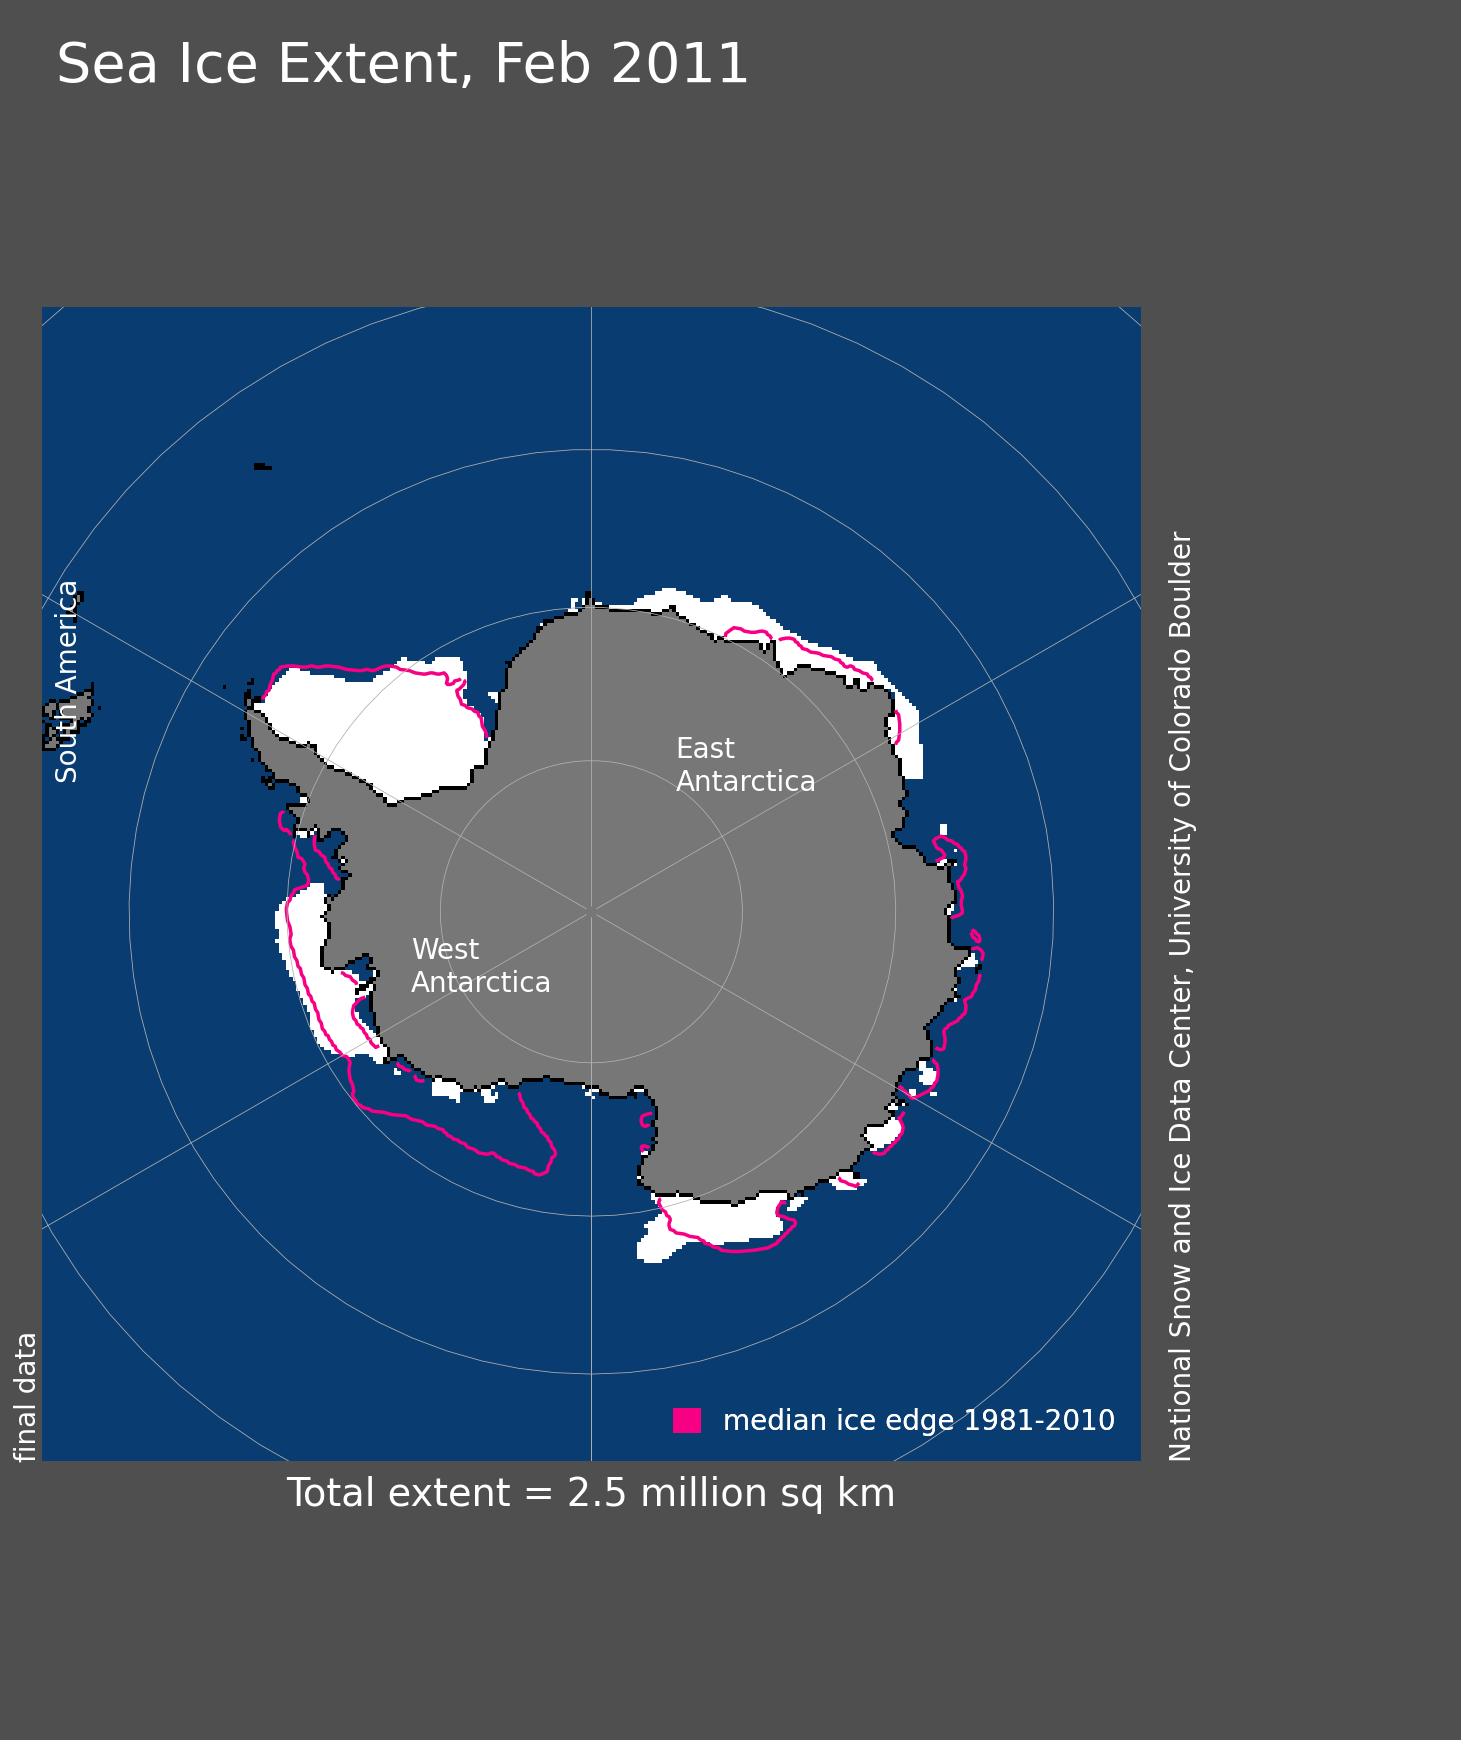 Sea Ice Extent, Feb 2011
South America
East
Antarctica
West
Antarctica
median ice edge 1981-2010
final data
National Snow and Ice Data Center, University of Colorado Boulder
Total extent = 2.5 million sq km